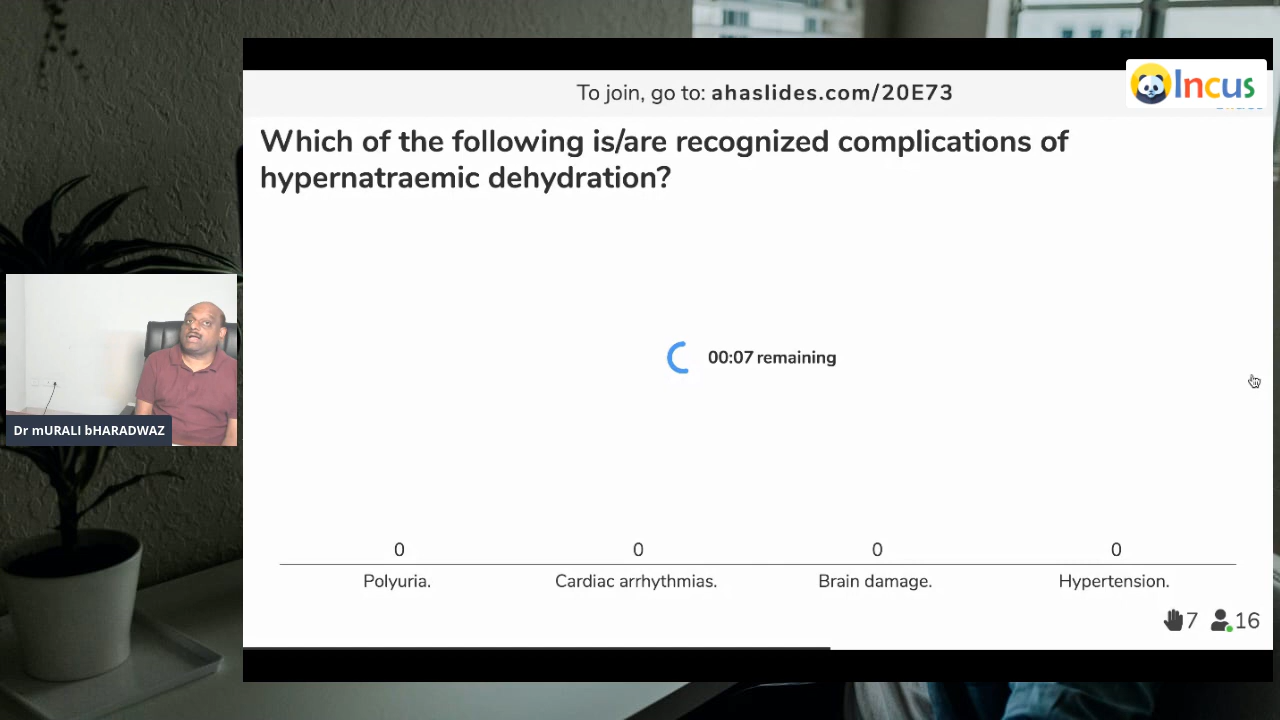 To join, go to: ahaslides.com/20E73
Incus
Which of the following is/are recognized complications of
hypernatraemic dehydration?
00:07 remaining
0 0 0 0
Polyuria. Cardiac arrhythmias. Brain damage. Hypertension.
7 16
Dr mURALI bHARADWAZ